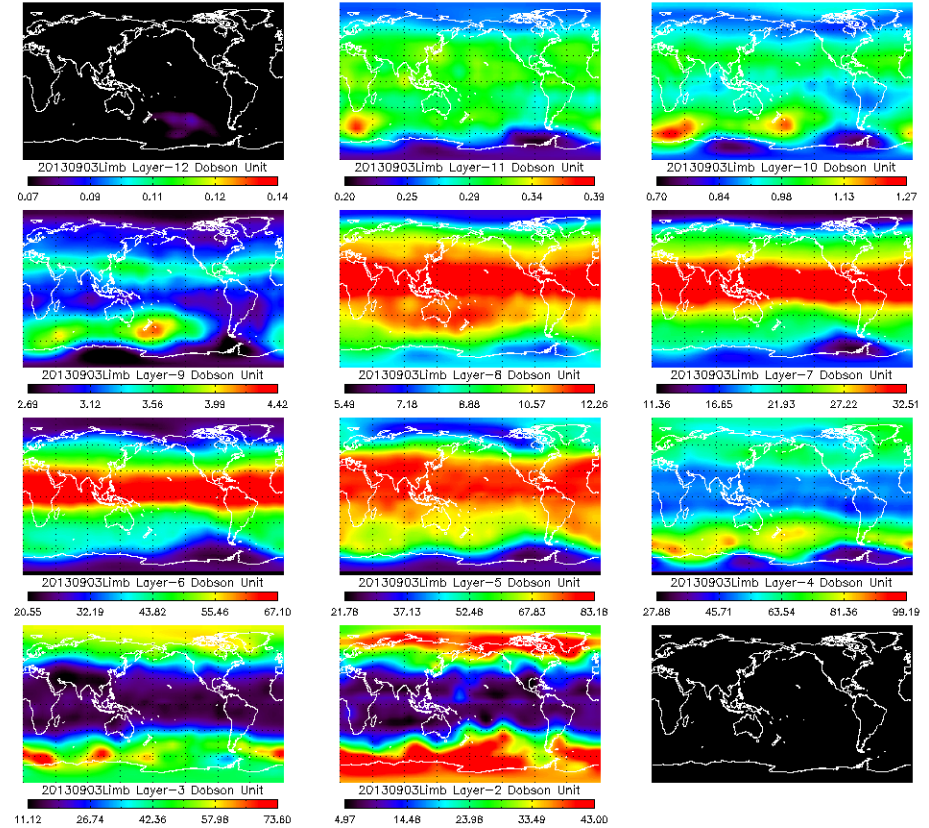 20130903Limb Layer-12 Dobson Unit
0.07 0.09 0.11 0.12 0.14
20130903Limb Layer-11 Dobson Unit
0.20 0.25 0.29 0.34 0.39
20130903Limb Layer-10 Dobson Unit
0.70 0.84 0.98 1.13 1.27
20130903Limb Layer-9 Dobson Unit
2.69 3.12 3.56 3.99 4.42
20130903Limb Layer-8 Dobson Unit
5.49 7.18 8.88 10.57 12.26
20130903Limb Layer-7 Dobson Unit
11.36 16.65 21.93 27.22 32.51
20130903Limb Layer-6 Dobson Unit
20.55 32.19 43.82 55.46 67.10
20130903Limb Layer-5 Dobson Unit
21.78 37.13 52.48 67.83 83.18
20130903Limb Layer-4 Dobson Unit
27.88 45.71 63.54 81.36 99.19
20130903Limb Layer-3 Dobson Unit
11.12 26.74 42.36 57.98 73.60
20130903Limb Layer-2 Dobson Unit
4.97 14.48 23.98 33.49 43.00